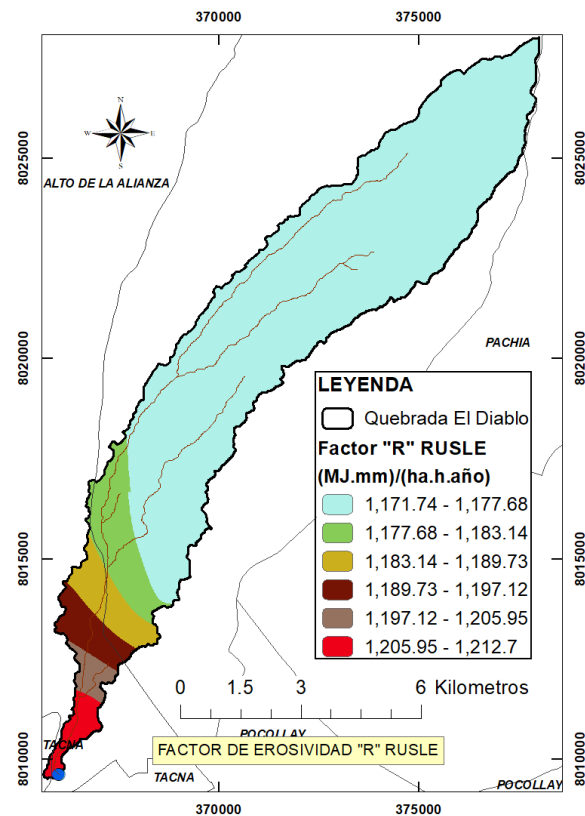 370000
375000
N
W
E
S
8025000
8025000
ALTO DE LA ALIANZA
8020000
8020000
PACHIA
LEYENDA
Quebrada El Diablo
Factor "R" RUSLE
(MJ.mm)/(ha.h.año)
1,171.74 - 1,177.68
1,177.68 - 1,183.14
1,183.14 - 1,189.73
1,189.73 - 1,197.12
1,197.12 - 1,205.95
1,205.95 - 1,212.7
8015000
8015000
0 1.5 3 6 Kilometros
POCOLLAY
TACNA
FACTOR DE EROSIVIDAD "R" RUSLE
8010000
8010000
TACNA
POCOLLAY
370000
375000